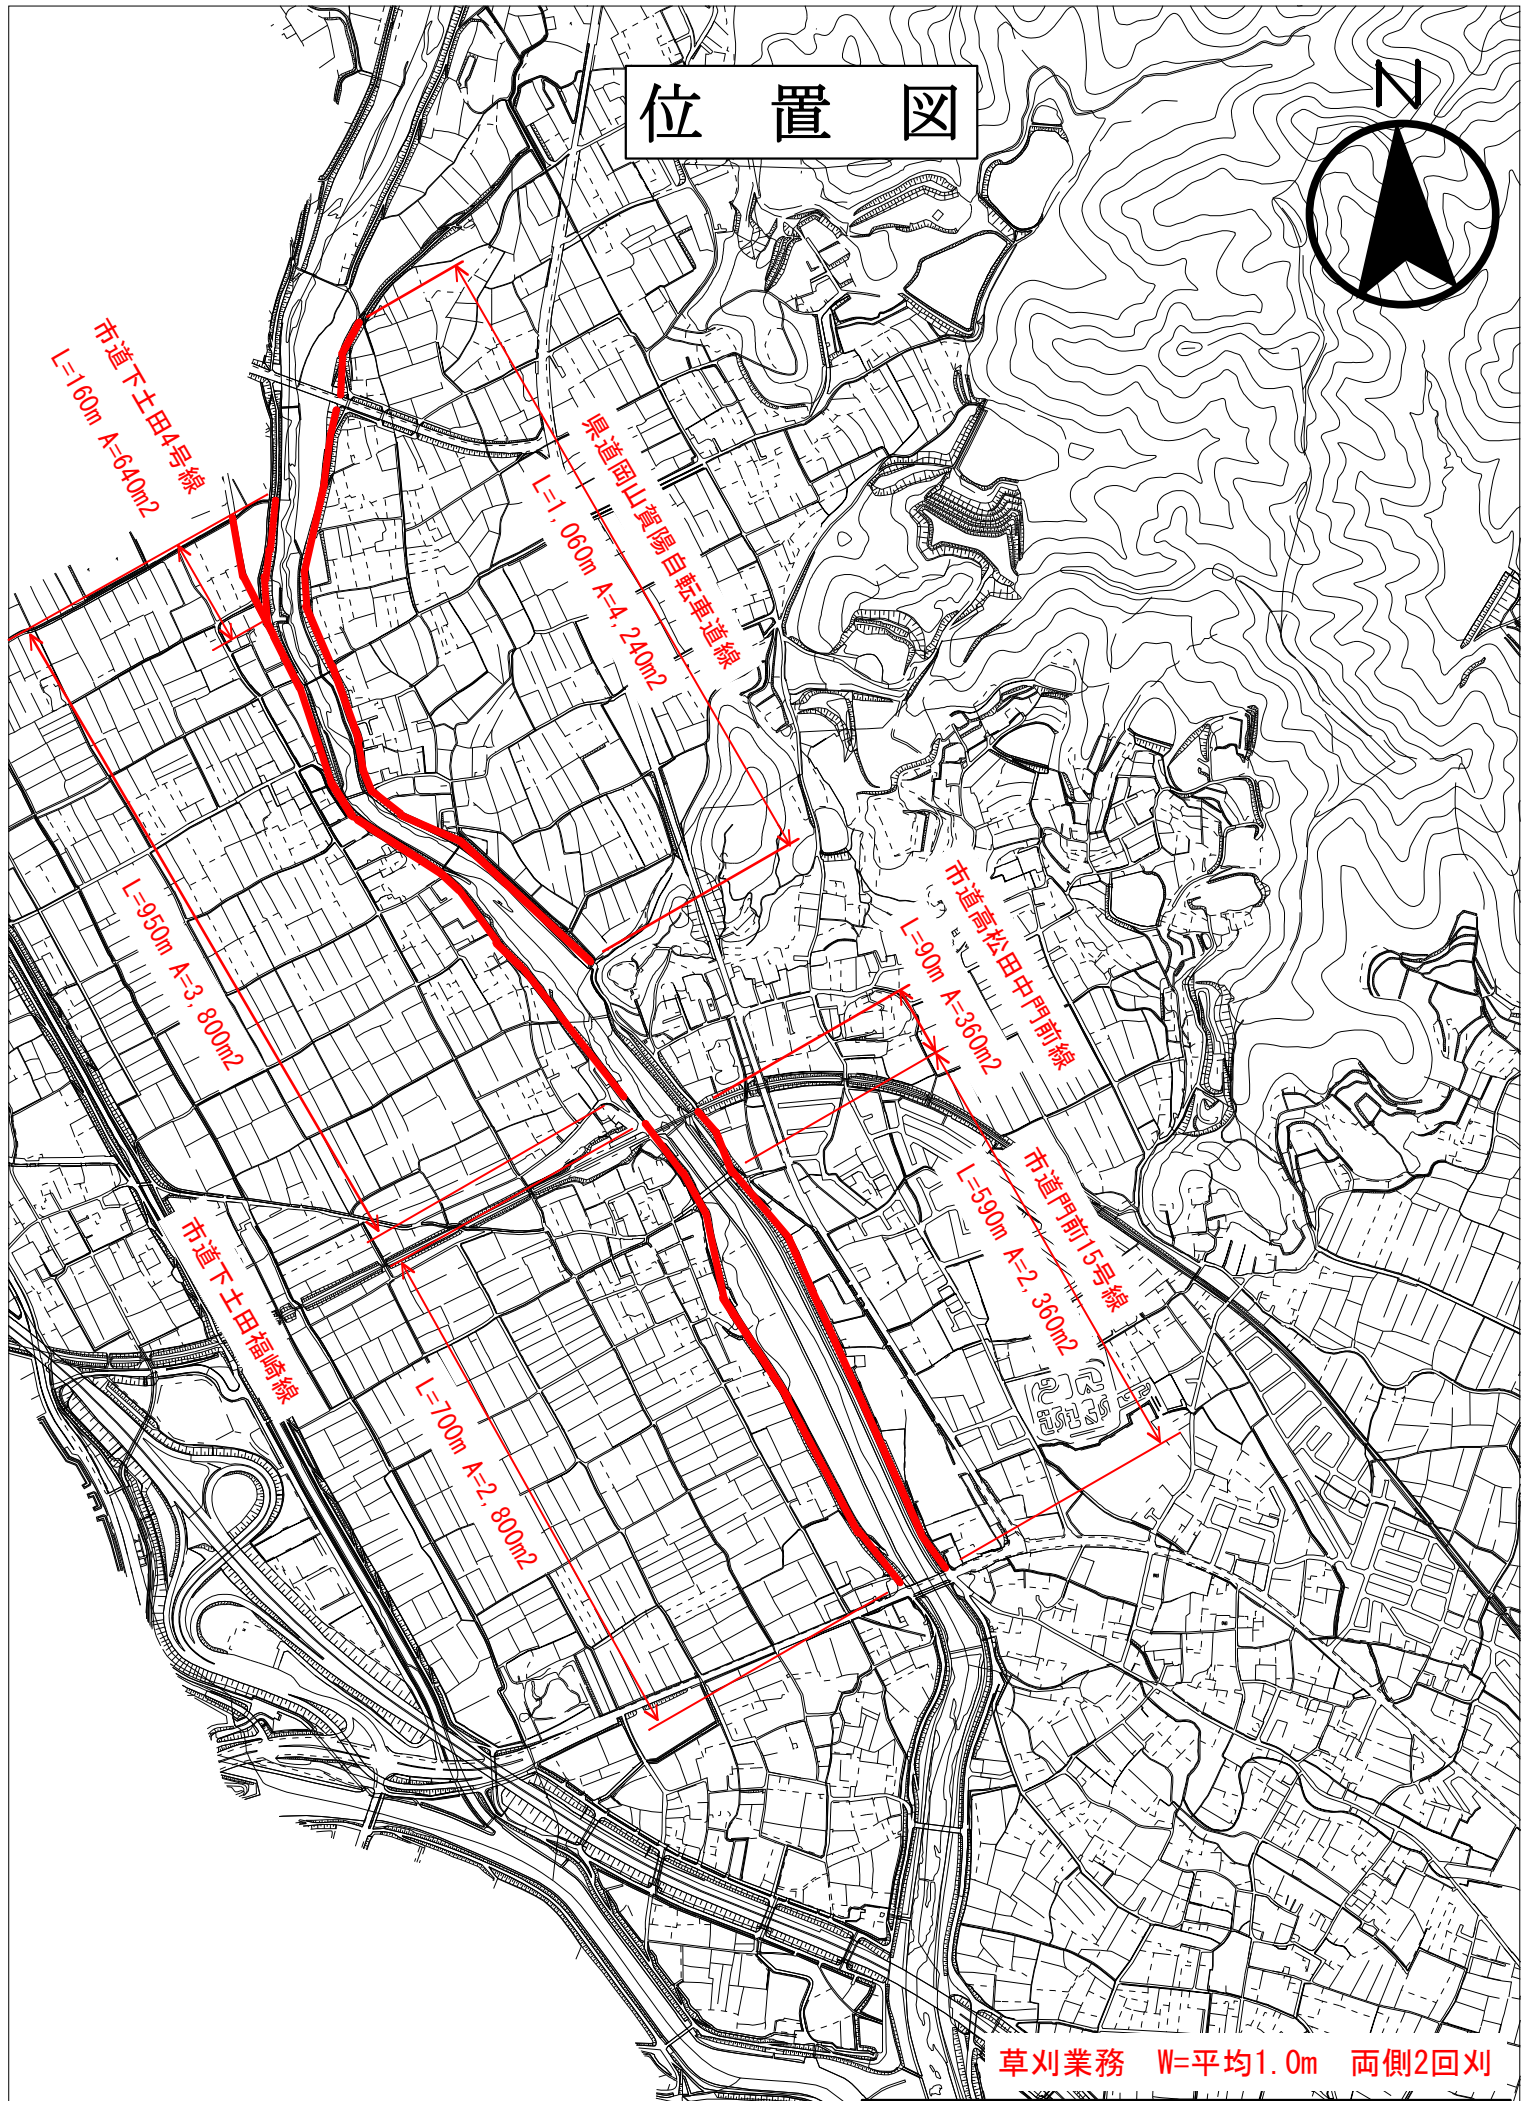 位置図
N
市道下土田4号線
L=160m A=640m2
県道岡山賀陽自転車道線
L=1,060m A=4,240m2
L=950m A=3,800m2
市道高松田中門前線
L=90m A=360m2
市道門前15号線
L=590m A=2,360m2
市道下土田福崎線
L=700m A=2,800m2
草刈業務 W=平均1.0m 両側2回刈